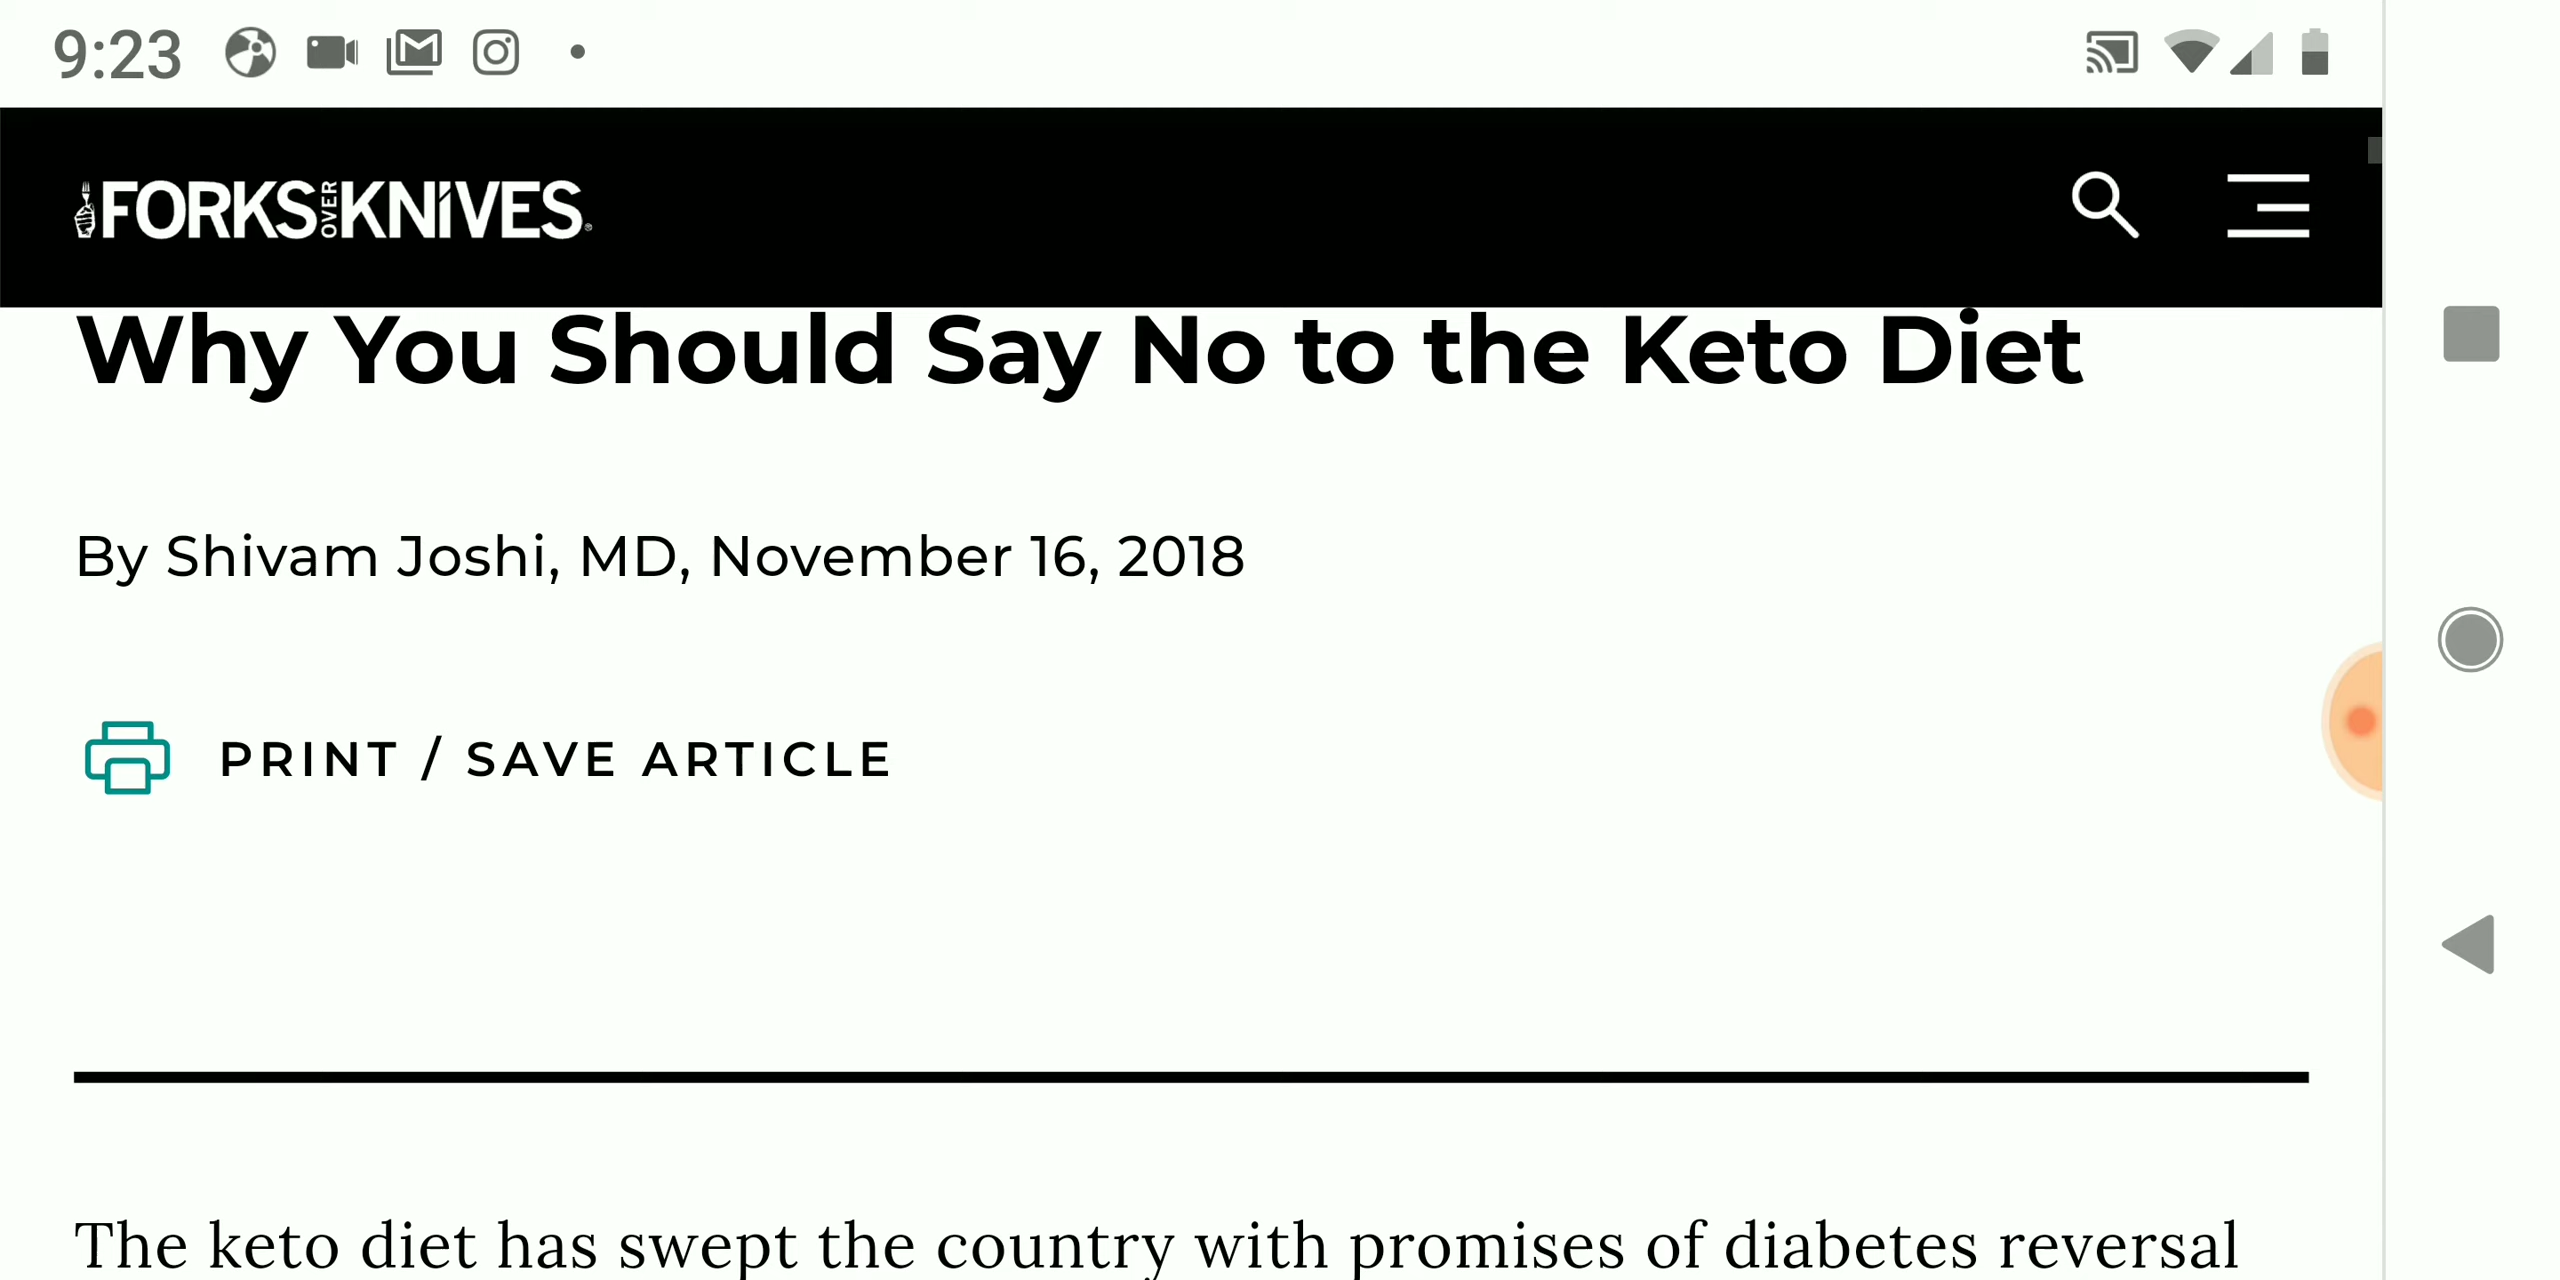 9:23
FORKS OVER KNIVES
Why You Should Say No to the Keto Diet
By Shivam Joshi, MD, November 16, 2018
PRINT / SAVE ARTICLE
The keto diet has swept the country with promises of diabetes reversal